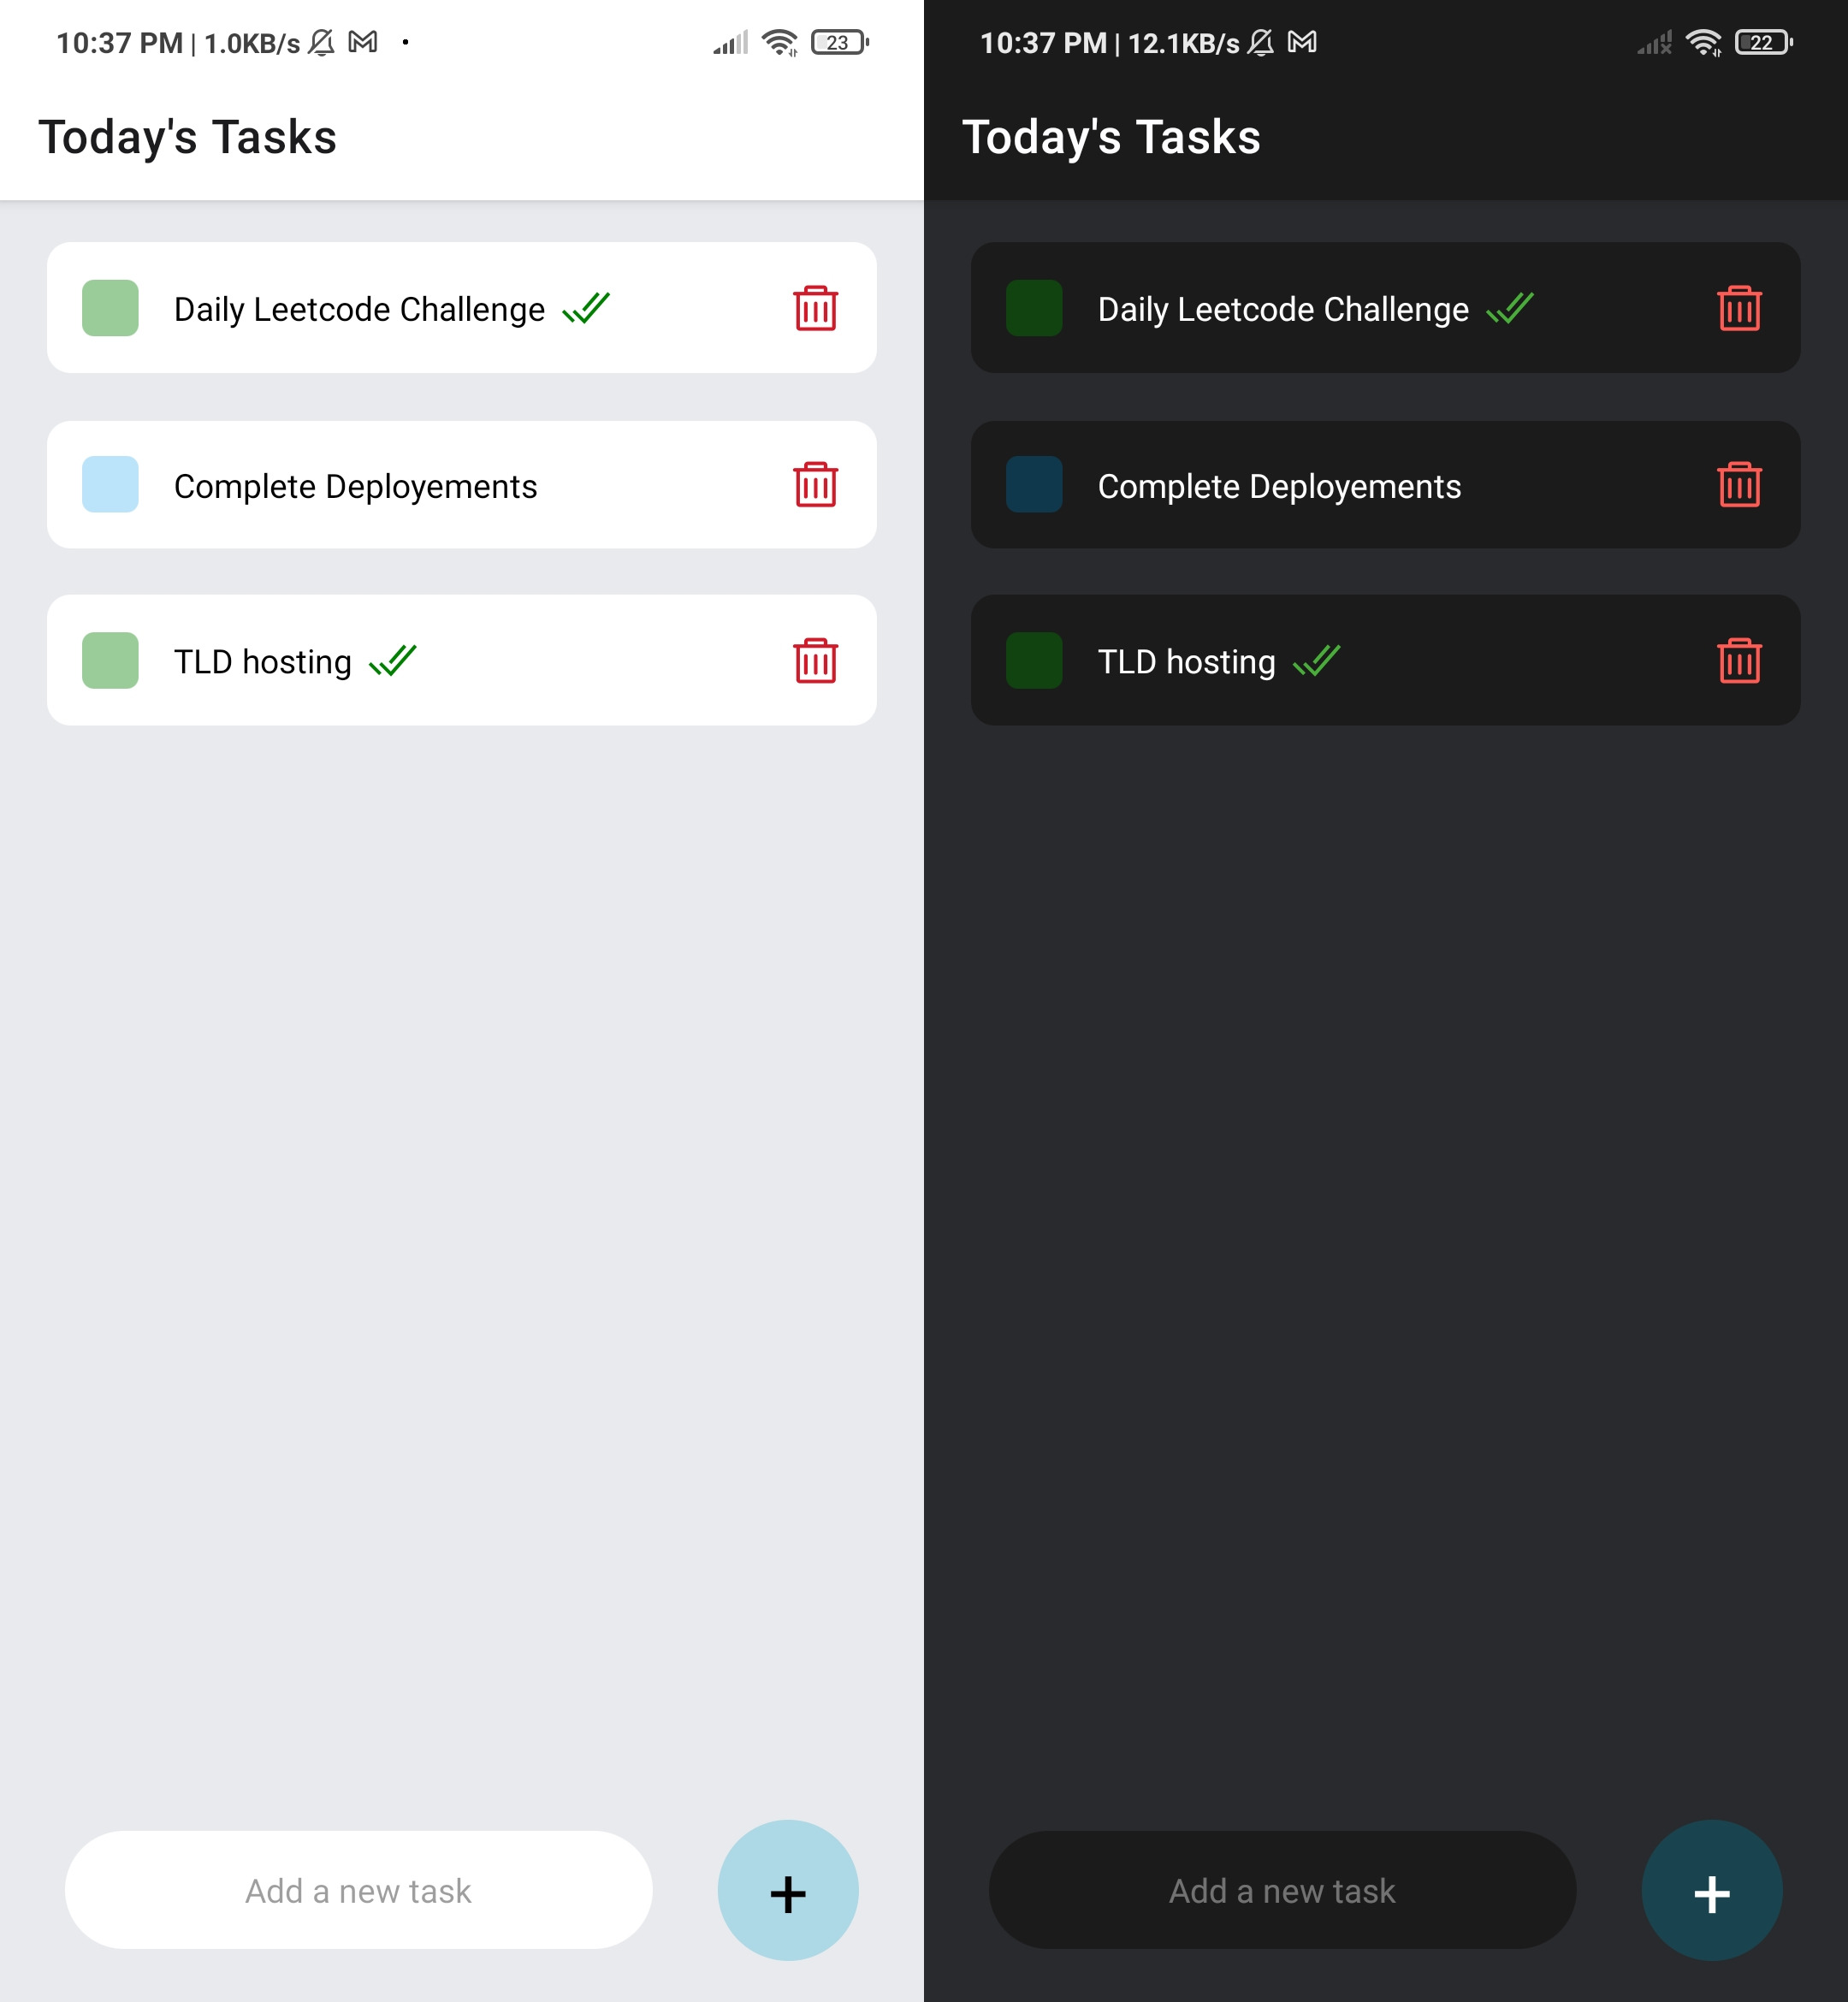 10:37 PM | 1.0KB/s
23
Today's Tasks
Daily Leetcode Challenge
Complete Deployements
TLD hosting
Add a new task
+
10:37 PM | 12.1KB/s
22
Today's Tasks
Daily Leetcode Challenge
Complete Deployements
TLD hosting
Add a new task
+